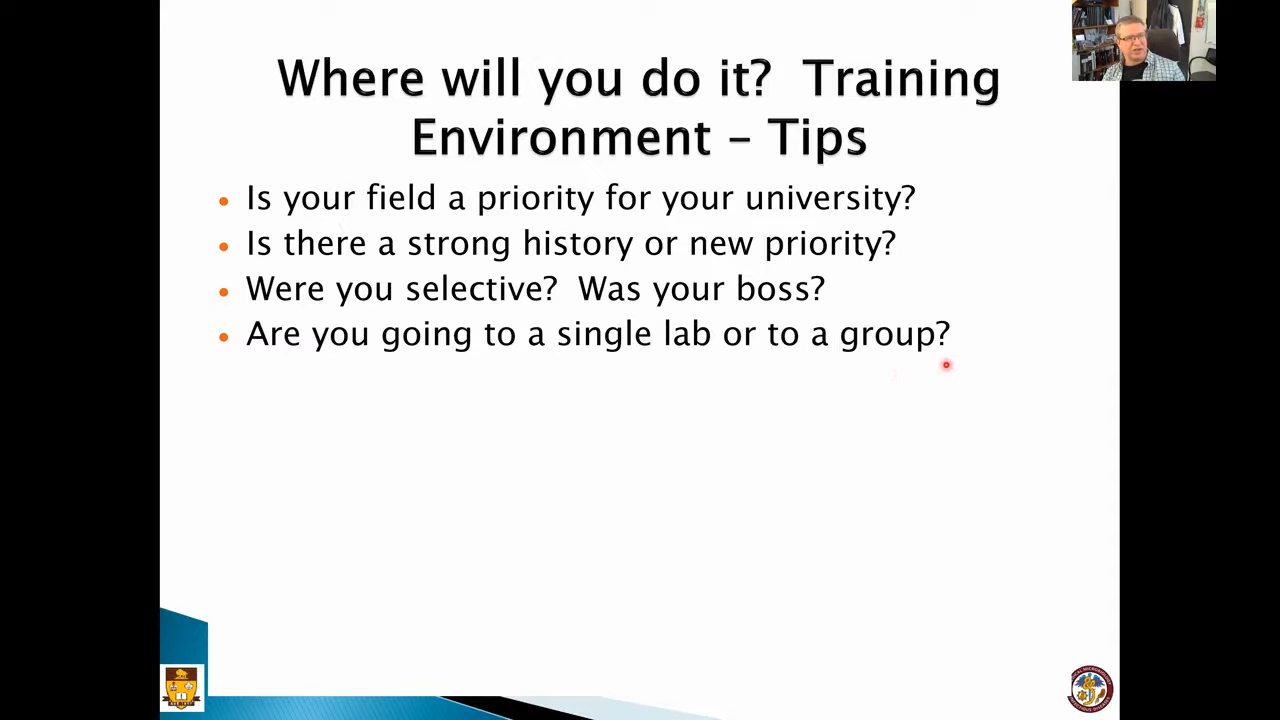 Where will you do it? Training
Environment – Tips
• Is your field a priority for your university?
• Is there a strong history or new priority?
• Were you selective? Was your boss?
• Are you going to a single lab or to a group?